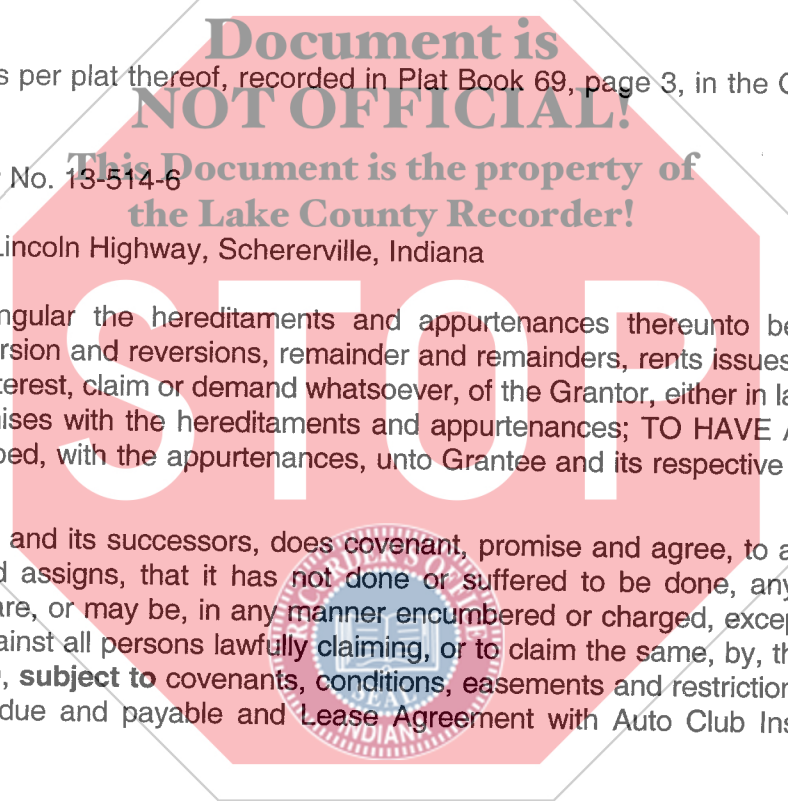 Document is
s per plat thereof, recorded in Plat Book 69, page 3, in the
NOT OFFICIAL!
This Document is the property of
No. 13-514-6
the Lake County Recorder!
Lincoln Highway, Schererville, Indiana
STOP
ngular the hereditaments and appurtenances thereunto be
rsion and reversions, remainder and remainders, rents issues
terest, claim or demand whatsoever, of the Grantor, either in la
ises with the hereditaments and appurtenances; TO HAVE A
bed, with the appurtenances, unto Grantee and its respective
and its successors, does covenant, promise and agree, to a
d assigns, that it has not done or suffered to be done, any
are, or may be, in any manner encumbered or charged, excep
ainst all persons lawfully claiming, or to claim the same, by, th
, subject to covenants, conditions, easements and restriction
due and payable and Lease Agreement with Auto Club Ins
RECORDER'S OFFICE
SEAL
INDIANA